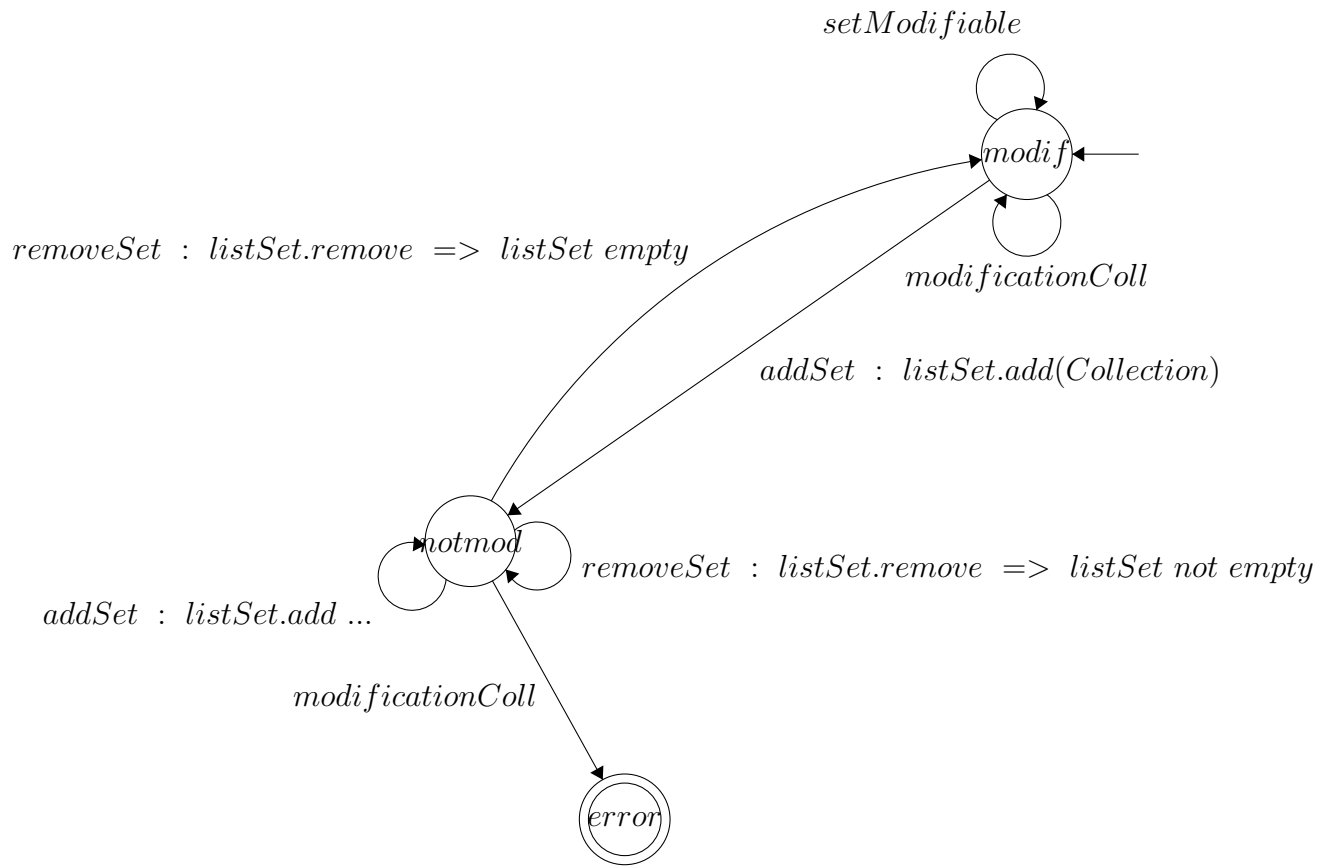 setModifiable
modif
removeSet : listSet.remove => listSet empty
modificationColl
addSet : listSet.add(Collection)
notmod
removeSet : listSet.remove => listSet not empty
addSet : listSet.add ...
modificationColl
error